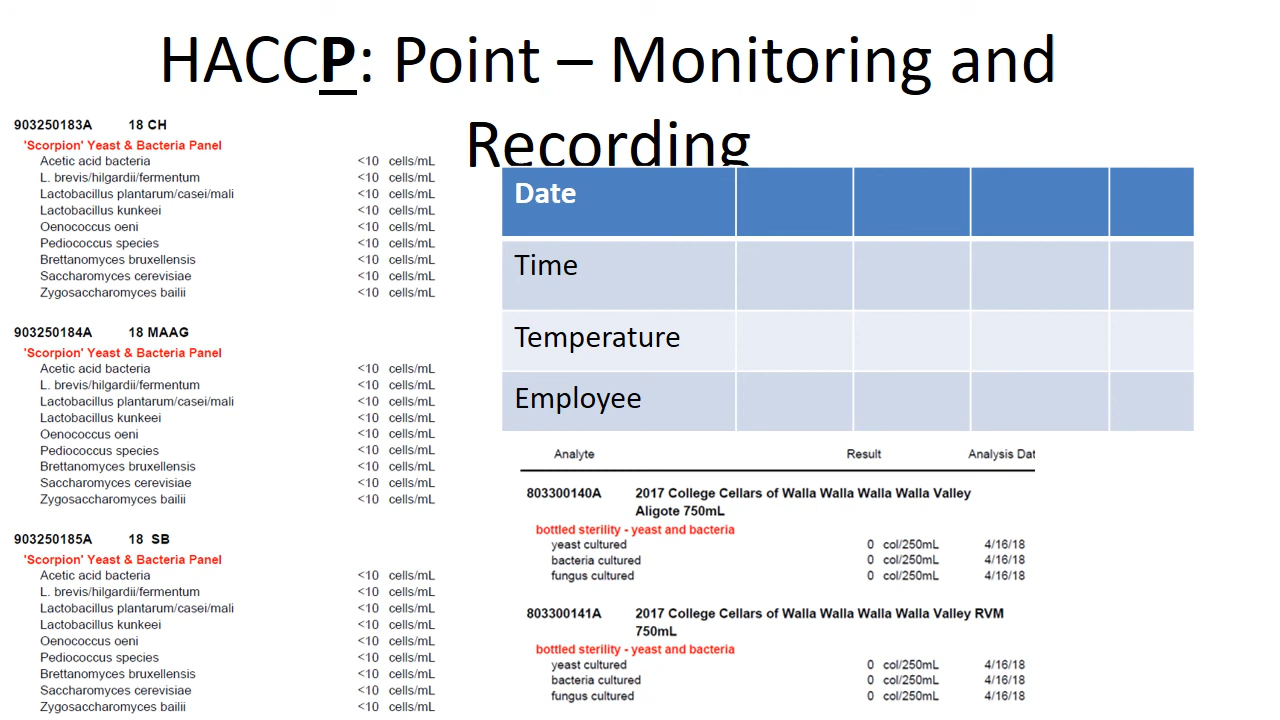 HACCP: Point – Monitoring and
Recording
903250183A 18 CH
'Scorpion' Yeast & Bacteria Panel
Acetic acid bacteria <10 cells/mL
L. brevis/hilgardii/fermentum <10 cells/mL
Lactobacillus plantarum/casei/mali <10 cells/mL
Lactobacillus kunkeei <10 cells/mL
Oenococcus oeni <10 cells/mL
Pediococcus species <10 cells/mL
Brettanomyces bruxellensis <10 cells/mL
Saccharomyces cerevisiae <10 cells/mL
Zygosaccharomyces bailii <10 cells/mL
903250184A 18 MAAG
'Scorpion' Yeast & Bacteria Panel
Acetic acid bacteria <10 cells/mL
L. brevis/hilgardii/fermentum <10 cells/mL
Lactobacillus plantarum/casei/mali <10 cells/mL
Lactobacillus kunkeei <10 cells/mL
Oenococcus oeni <10 cells/mL
Pediococcus species <10 cells/mL
Brettanomyces bruxellensis <10 cells/mL
Saccharomyces cerevisiae <10 cells/mL
Zygosaccharomyces bailii <10 cells/mL
903250185A 18 SB
'Scorpion' Yeast & Bacteria Panel
Acetic acid bacteria <10 cells/mL
L. brevis/hilgardii/fermentum <10 cells/mL
Lactobacillus plantarum/casei/mali <10 cells/mL
Lactobacillus kunkeei <10 cells/mL
Oenococcus oeni <10 cells/mL
Pediococcus species <10 cells/mL
Brettanomyces bruxellensis <10 cells/mL
Saccharomyces cerevisiae <10 cells/mL
Zygosaccharomyces bailii <10 cells/mL
Date
Time
Temperature
Employee
Analyte Result Analysis Dat
803300140A 2017 College Cellars of Walla Walla Walla Walla Valley
Aligote 750mL
bottled sterility - yeast and bacteria
yeast cultured 0 col/250mL 4/16/18
bacteria cultured 0 col/250mL 4/16/18
fungus cultured 0 col/250mL 4/16/18
803300141A 2017 College Cellars of Walla Walla Walla Walla Valley RVM
750mL
bottled sterility - yeast and bacteria
yeast cultured 0 col/250mL 4/16/18
bacteria cultured 0 col/250mL 4/16/18
fungus cultured 0 col/250mL 4/16/18